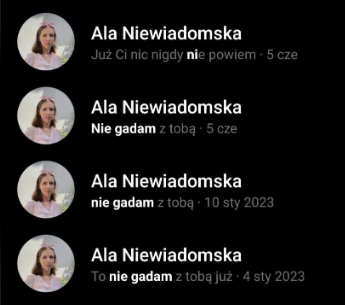 Ala Niewiadomska
Już Ci nic nigdy nie powiem · 5 cze
Ala Niewiadomska
Nie gadam z tobą · 5 cze
Ala Niewiadomska
nie gadam z tobą · 10 sty 2023
Ala Niewiadomska
To nie gadam z tobą już · 4 sty 2023